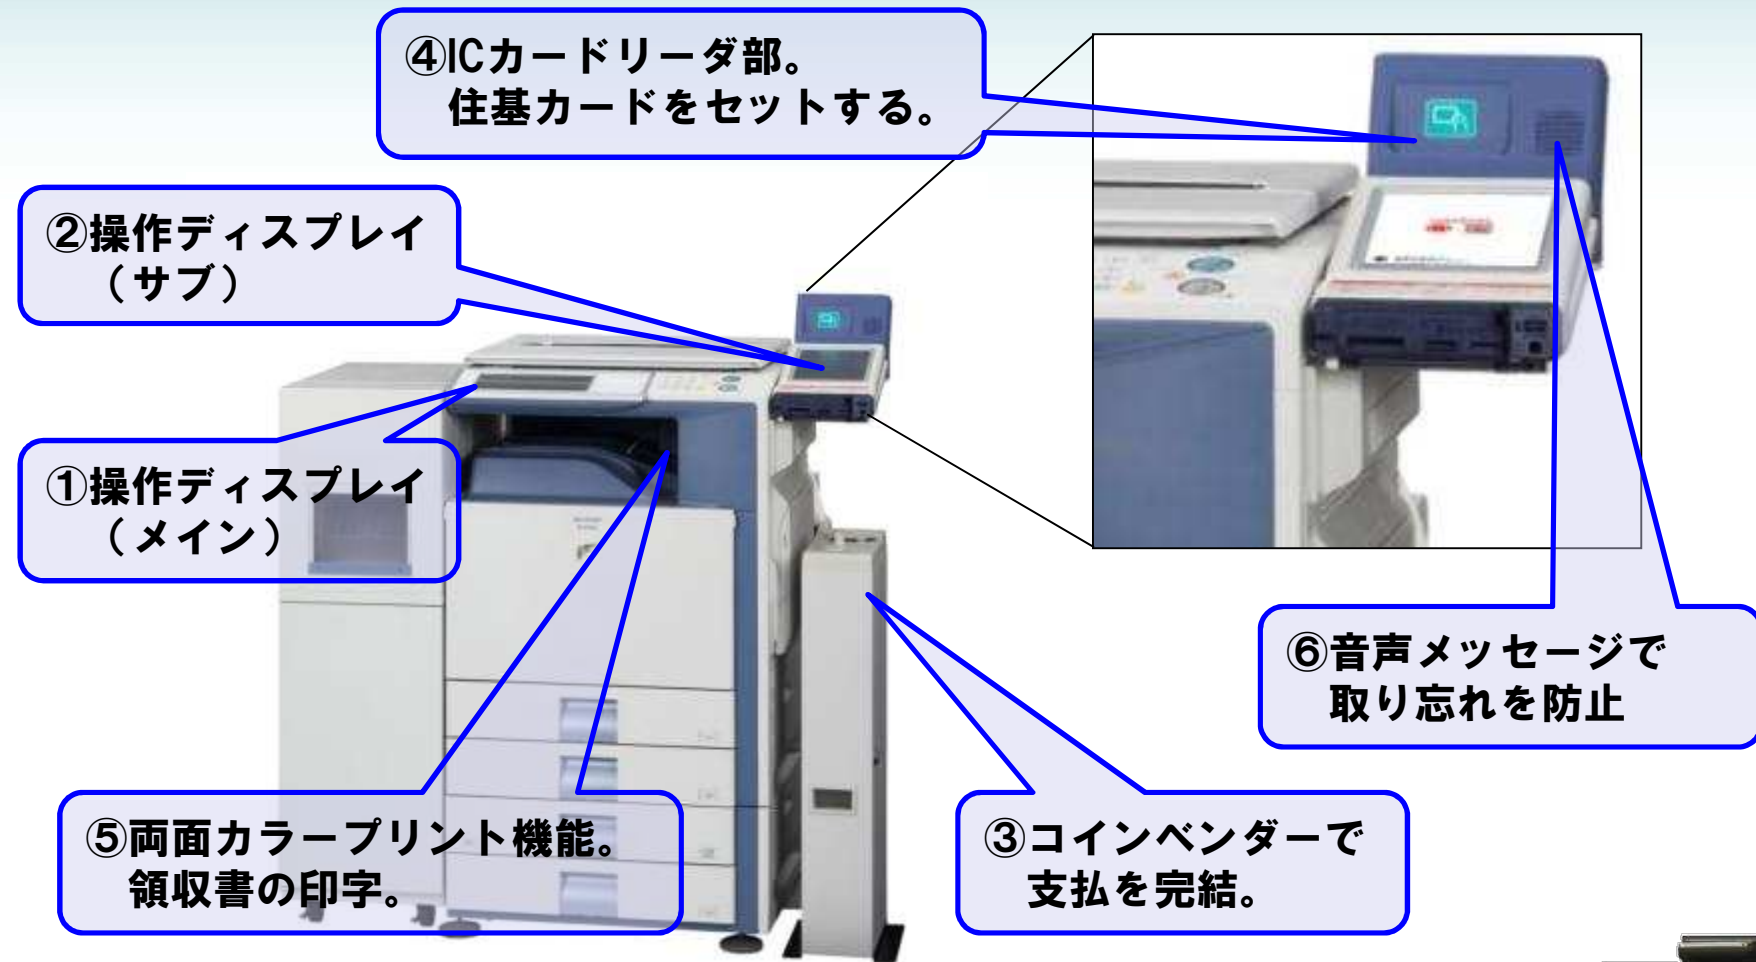 ④ICカードリーダ部。
住基カードをセットする。
②操作ディスプレイ
（サブ）
①操作ディスプレイ
（メイン）
⑥音声メッセージで
取り忘れを防止
⑤両面カラープリント機能。
領収書の印字。
③コインベンダーで
支払を完結。